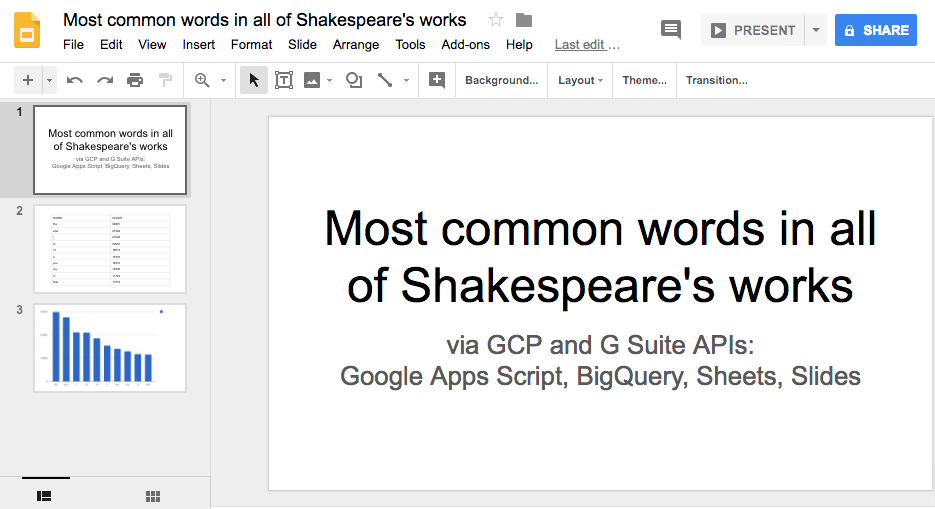 Most common words in all of Shakespeare's works
File Edit View Insert Format Slide Arrange Tools Add-ons Help Last edit ...
PRESENT
SHARE
Background... Layout Theme... Transition...
1
Most common words in all
of Shakespeare's works
via GCP and G Suite APIs:
Google Apps Script, BigQuery, Sheets, Slides
2
3
Most common words in all
of Shakespeare's works
via GCP and G Suite APIs:
Google Apps Script, BigQuery, Sheets, Slides